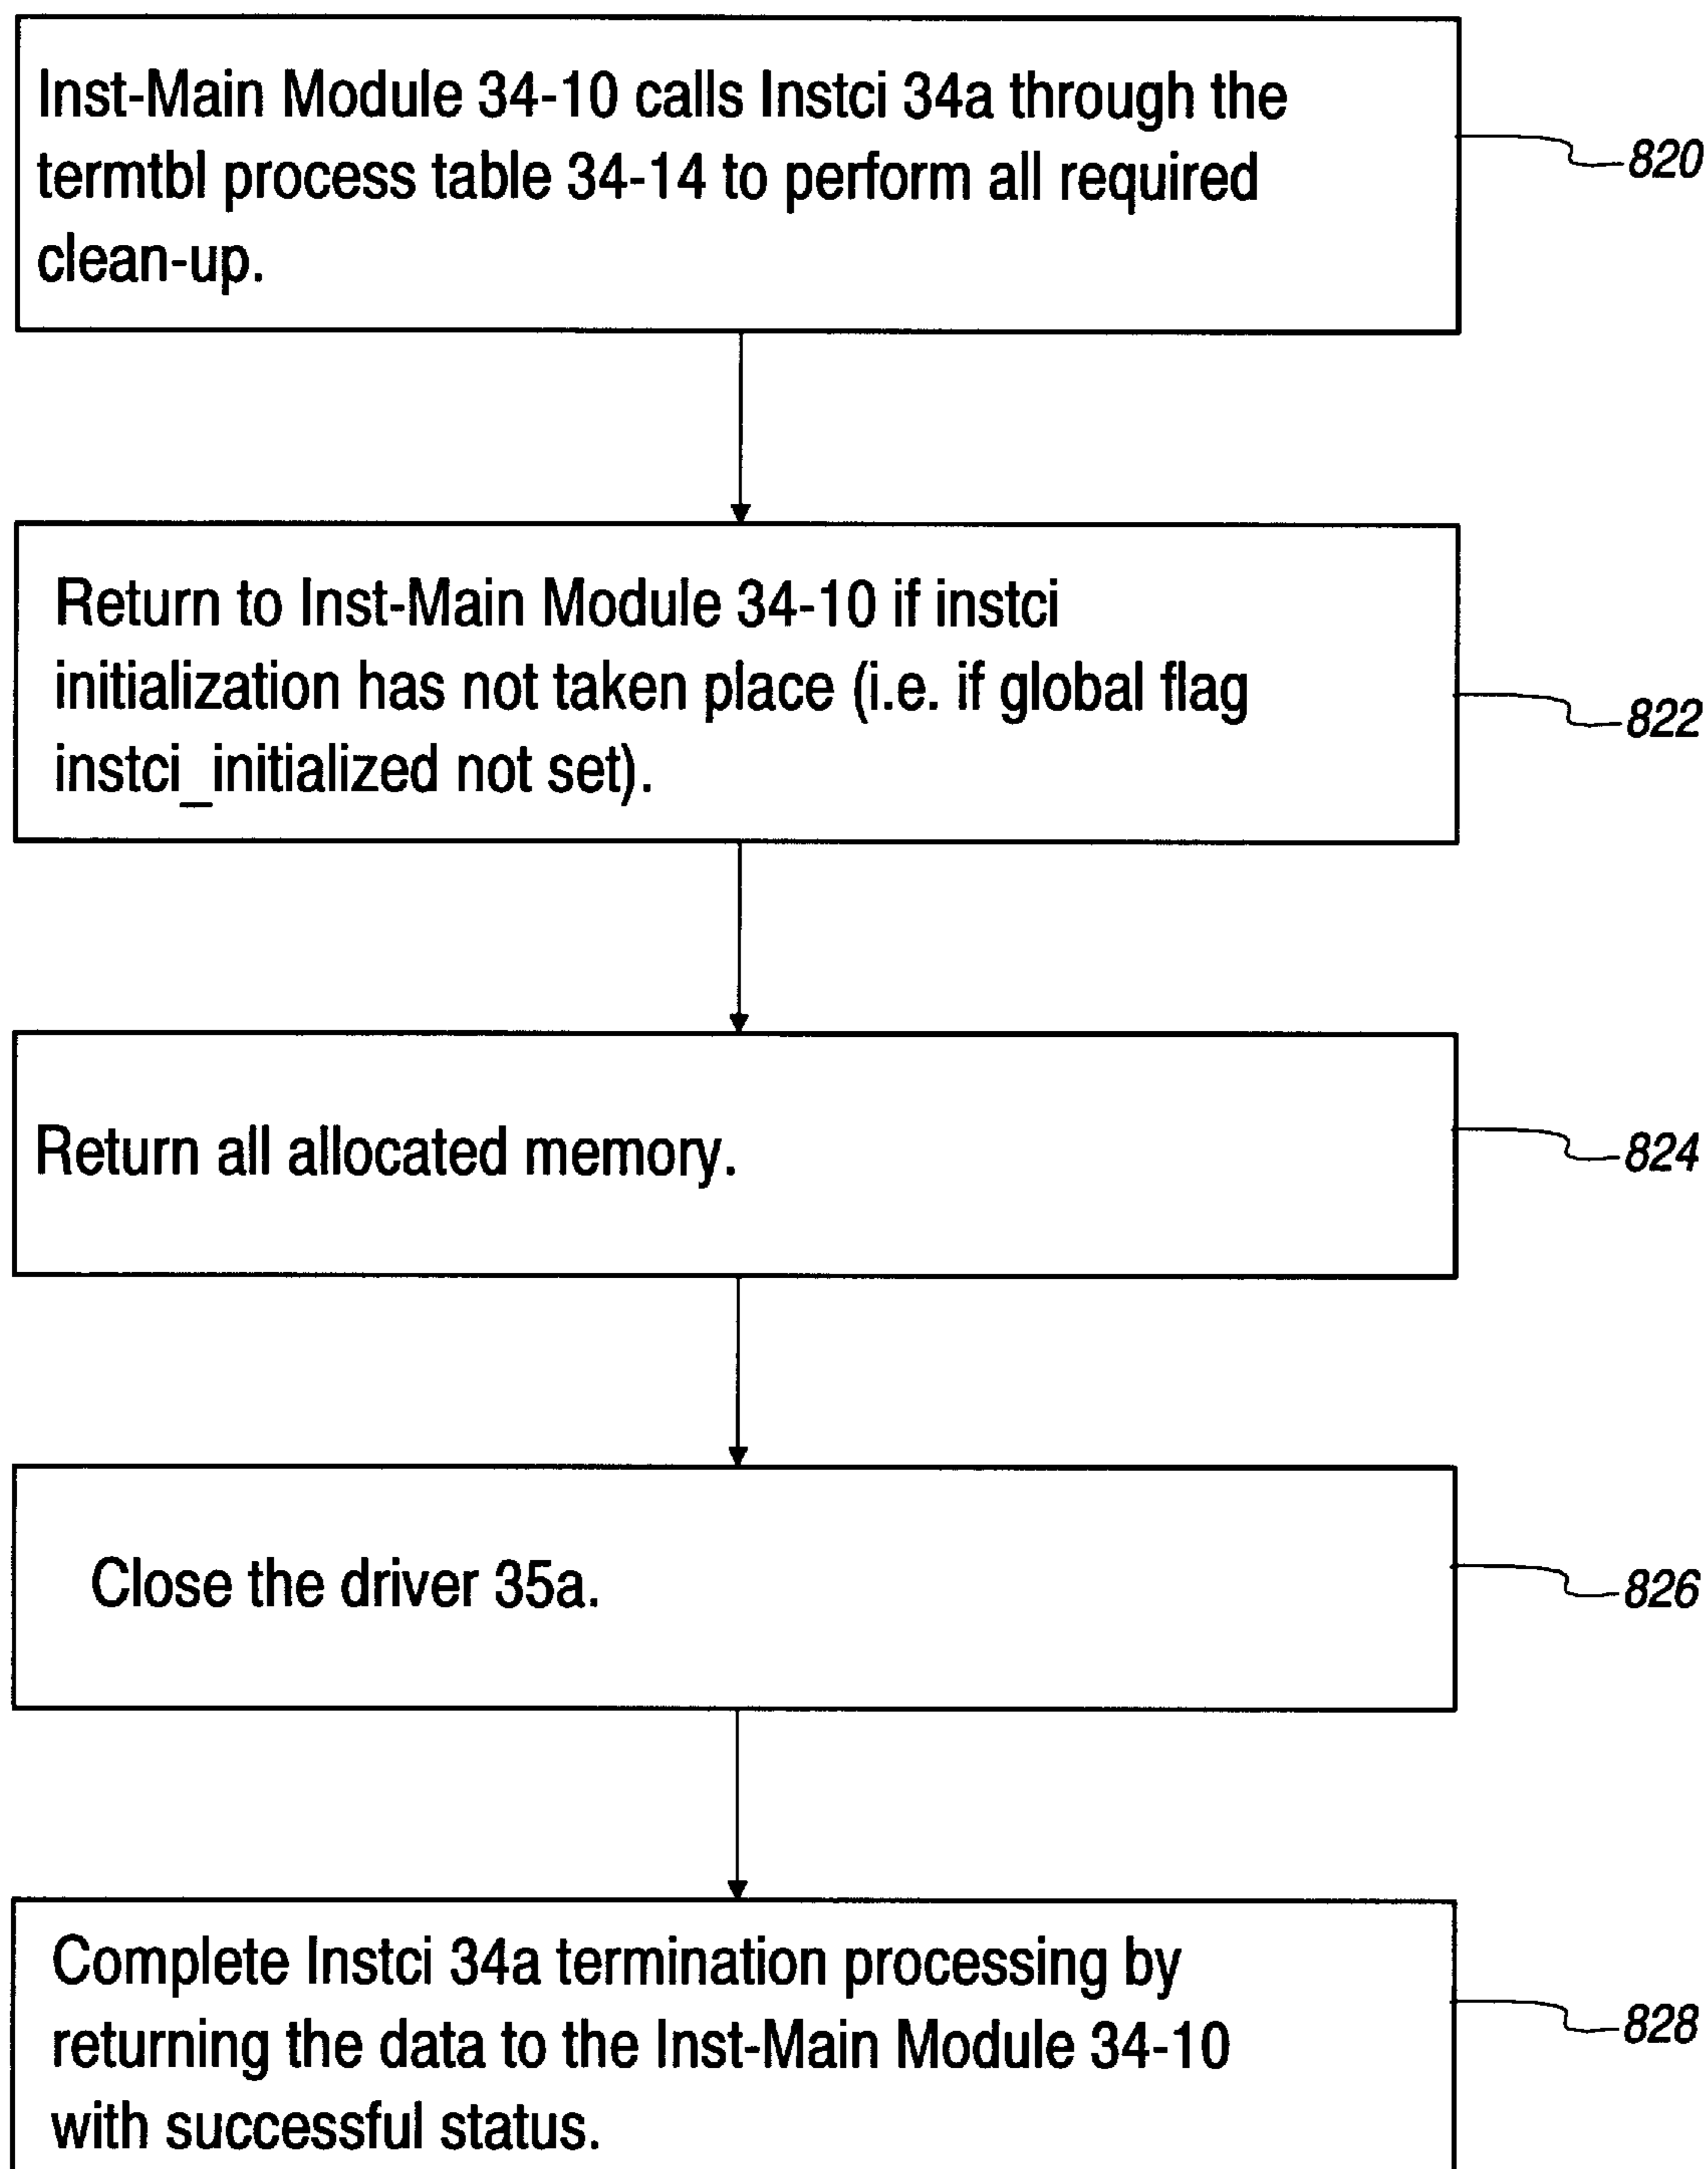 Inst-Main Module 34-10 calls Instci 34a through the
termtbl process table 34-14 to perform all required
clean-up.
820
Return to Inst-Main Module 34-10 if instci
initialization has not taken place (i.e. if global flag
instci_initialized not set).
822
Return all allocated memory.
824
Close the driver 35a.
826
Complete Instci 34a termination processing by
returning the data to the Inst-Main Module 34-10
with successful status.
828